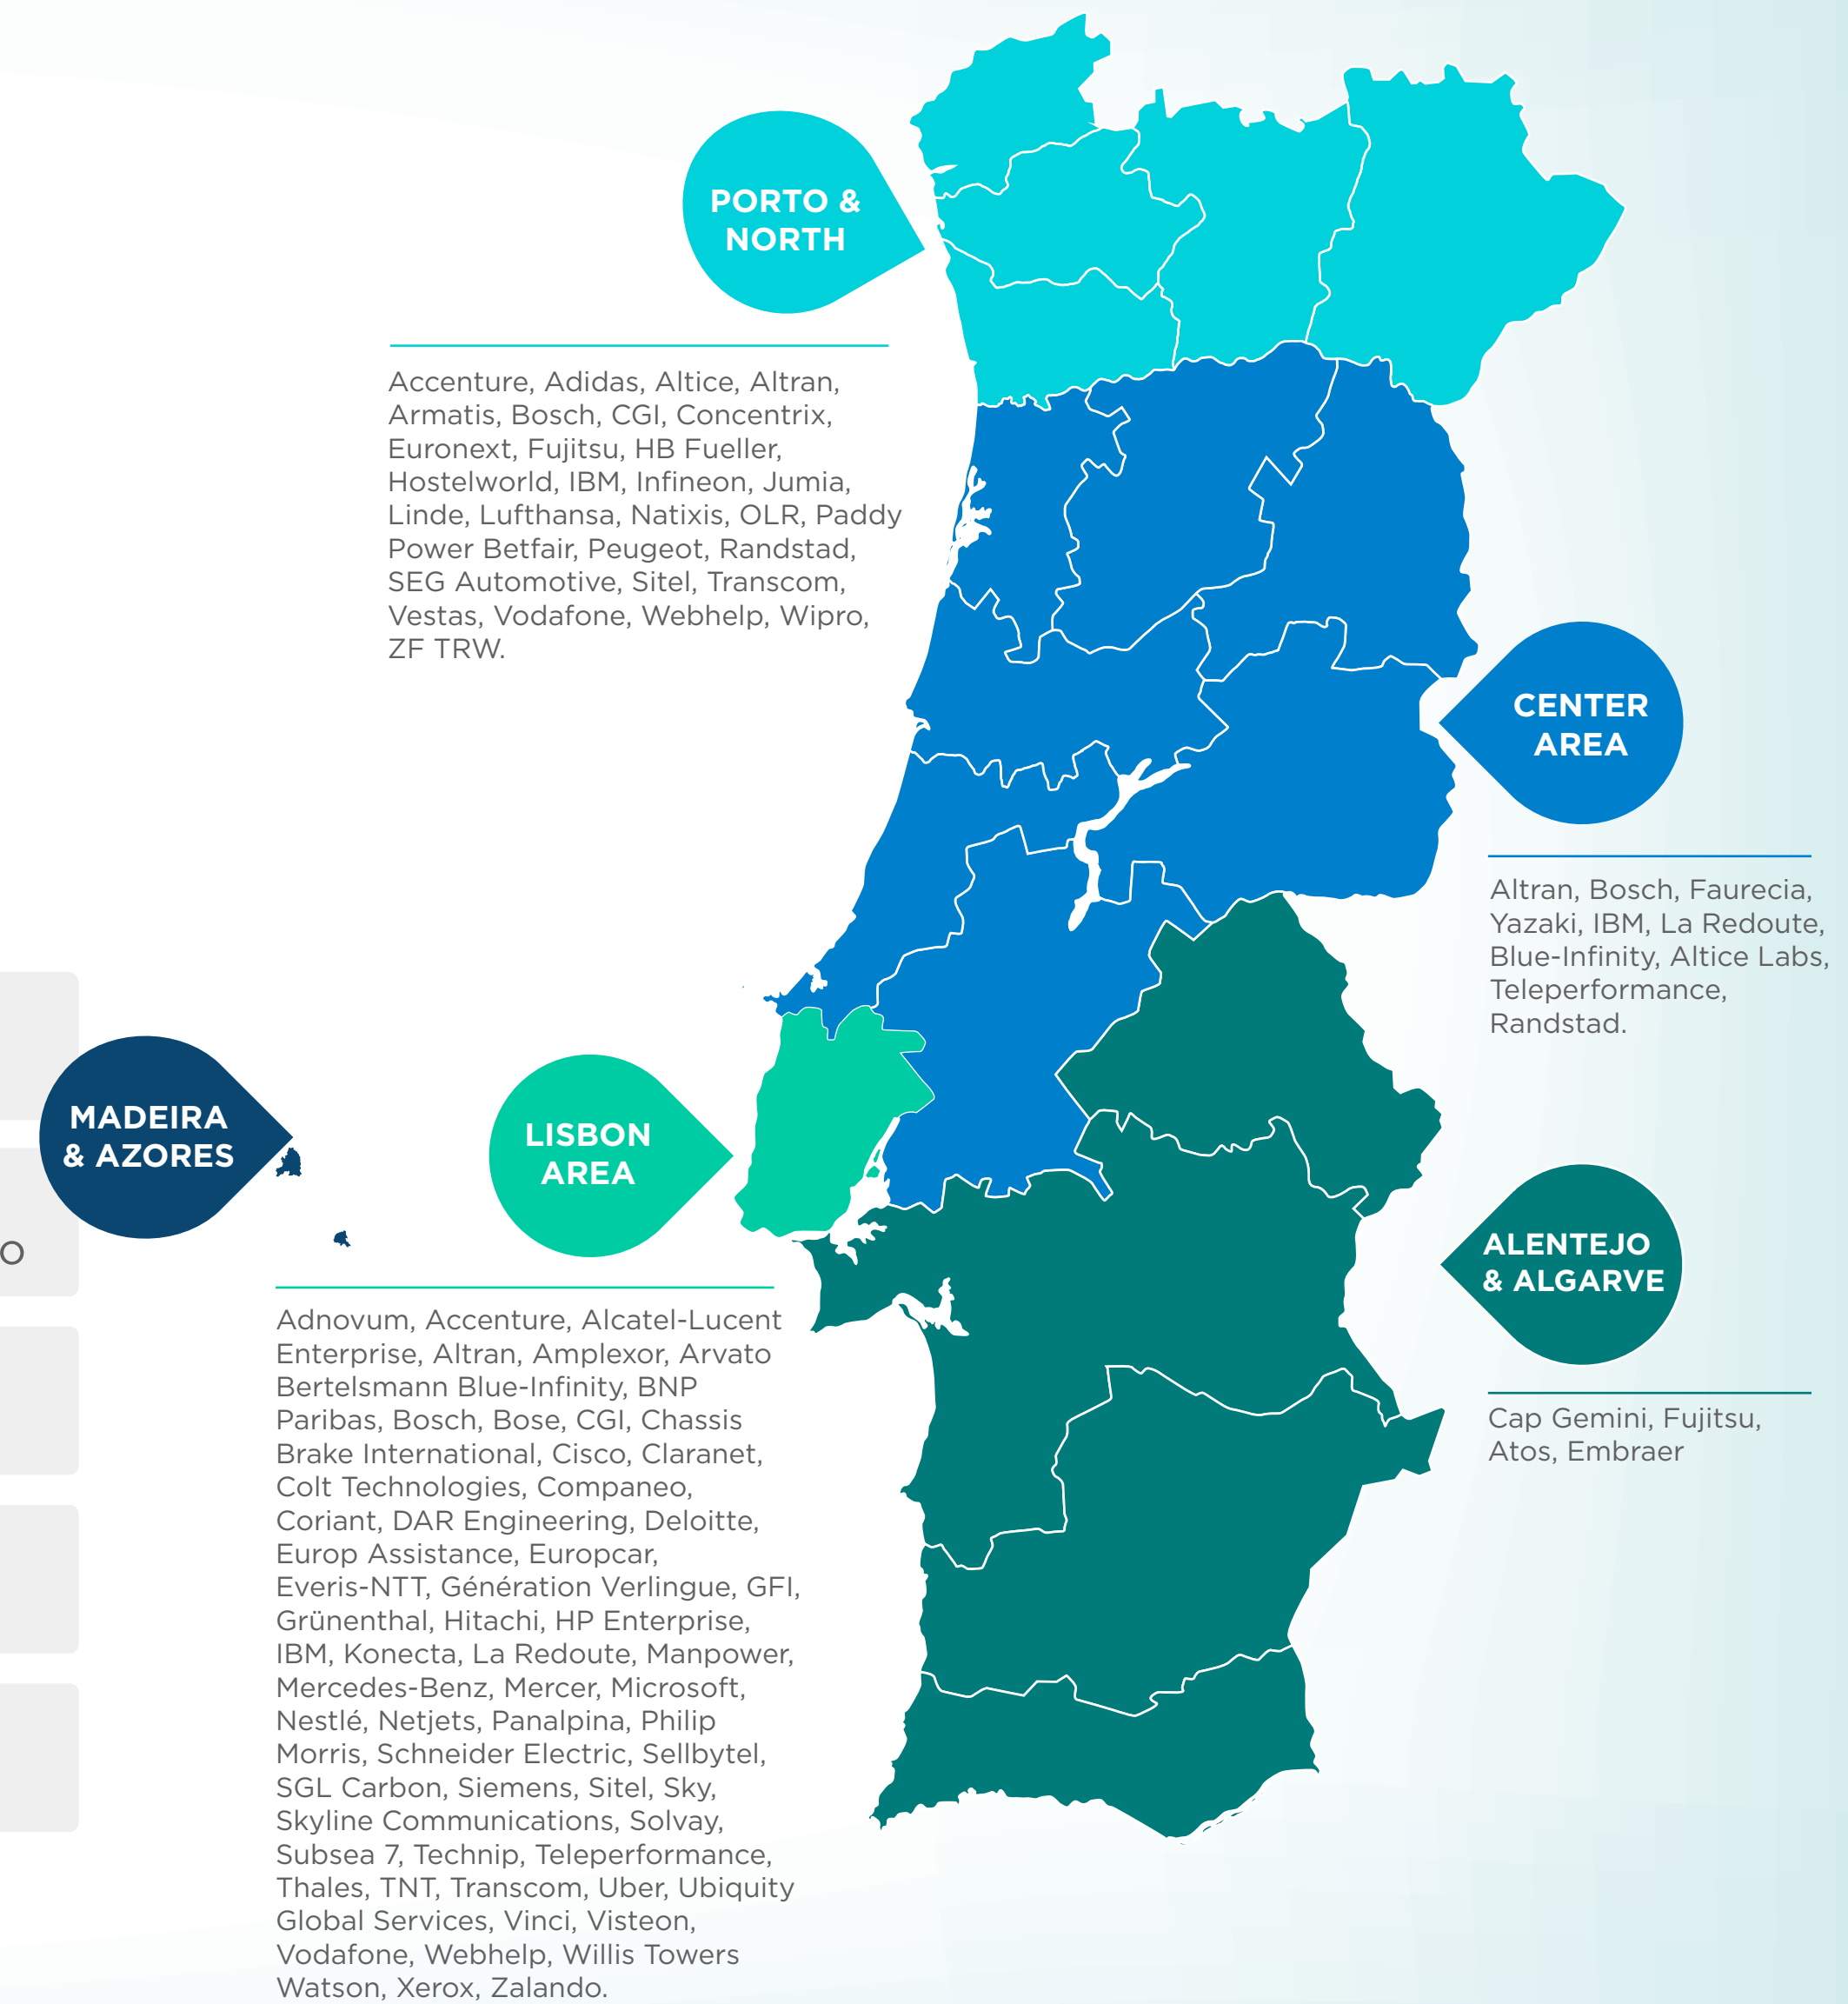 PORTO &
NORTH
Accenture, Adidas, Altice, Altran,
Armatis, Bosch, CGI, Concentrix,
Euronext, Fujitsu, HB Fueller,
Hostelworld, IBM, Infineon, Jumia,
Linde, Lufthansa, Natixis, OLR, Paddy
Power Betfair, Peugeot, Randstad,
SEG Automotive, Sitel, Transcom,
Vestas, Vodafone, Webhelp, Wipro,
ZF TRW.
CENTER
AREA
Altran, Bosch, Faurecia,
Yazaki, IBM, La Redoute,
Blue-Infinity, Altice Labs,
Teleperformance,
Randstad.
MADEIRA
& AZORES
O
LISBON
AREA
Adnovum, Accenture, Alcatel-Lucent
Enterprise, Altran, Amplexor, Arvato
Bertelsmann Blue-Infinity, BNP
Paribas, Bosch, Bose, CGI, Chassis
Brake International, Cisco, Claranet,
Colt Technologies, Companeo,
Coriant, DAR Engineering, Deloitte,
Europ Assistance, Europcar,
Everis-NTT, Génération Verlingue, GFI,
Grünenthal, Hitachi, HP Enterprise,
IBM, Konecta, La Redoute, Manpower,
Mercedes-Benz, Mercer, Microsoft,
Nestlé, Netjets, Panalpina, Philip
Morris, Schneider Electric, Sellbytel,
SGL Carbon, Siemens, Sitel, Sky,
Skyline Communications, Solvay,
Subsea 7, Technip, Teleperformance,
Thales, TNT, Transcom, Uber, Ubiquity
Global Services, Vinci, Visteon,
Vodafone, Webhelp, Willis Towers
Watson, Xerox, Zalando.
ALENTEJO
& ALGARVE
Cap Gemini, Fujitsu,
Atos, Embraer